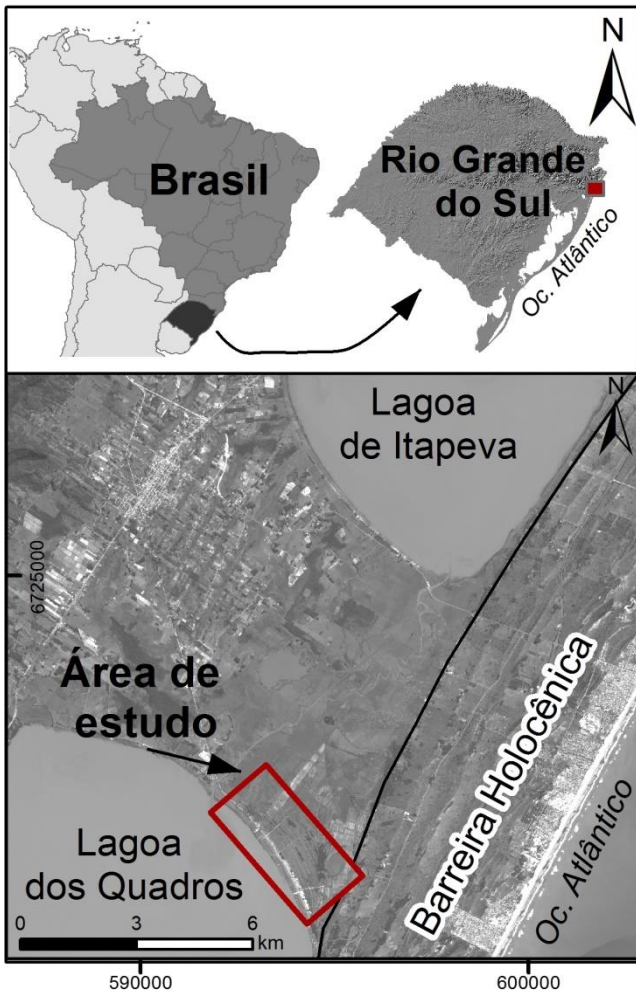 N
Brasil
Rio Grande
do Sul
Oc. Atlântico
N
Lagoa
de Itapeva
6725000
Área de
estudo
Barreira Holocênica
Lagoa
dos Quadros
Oc. Atlântico
0 3 6
km
590000 600000